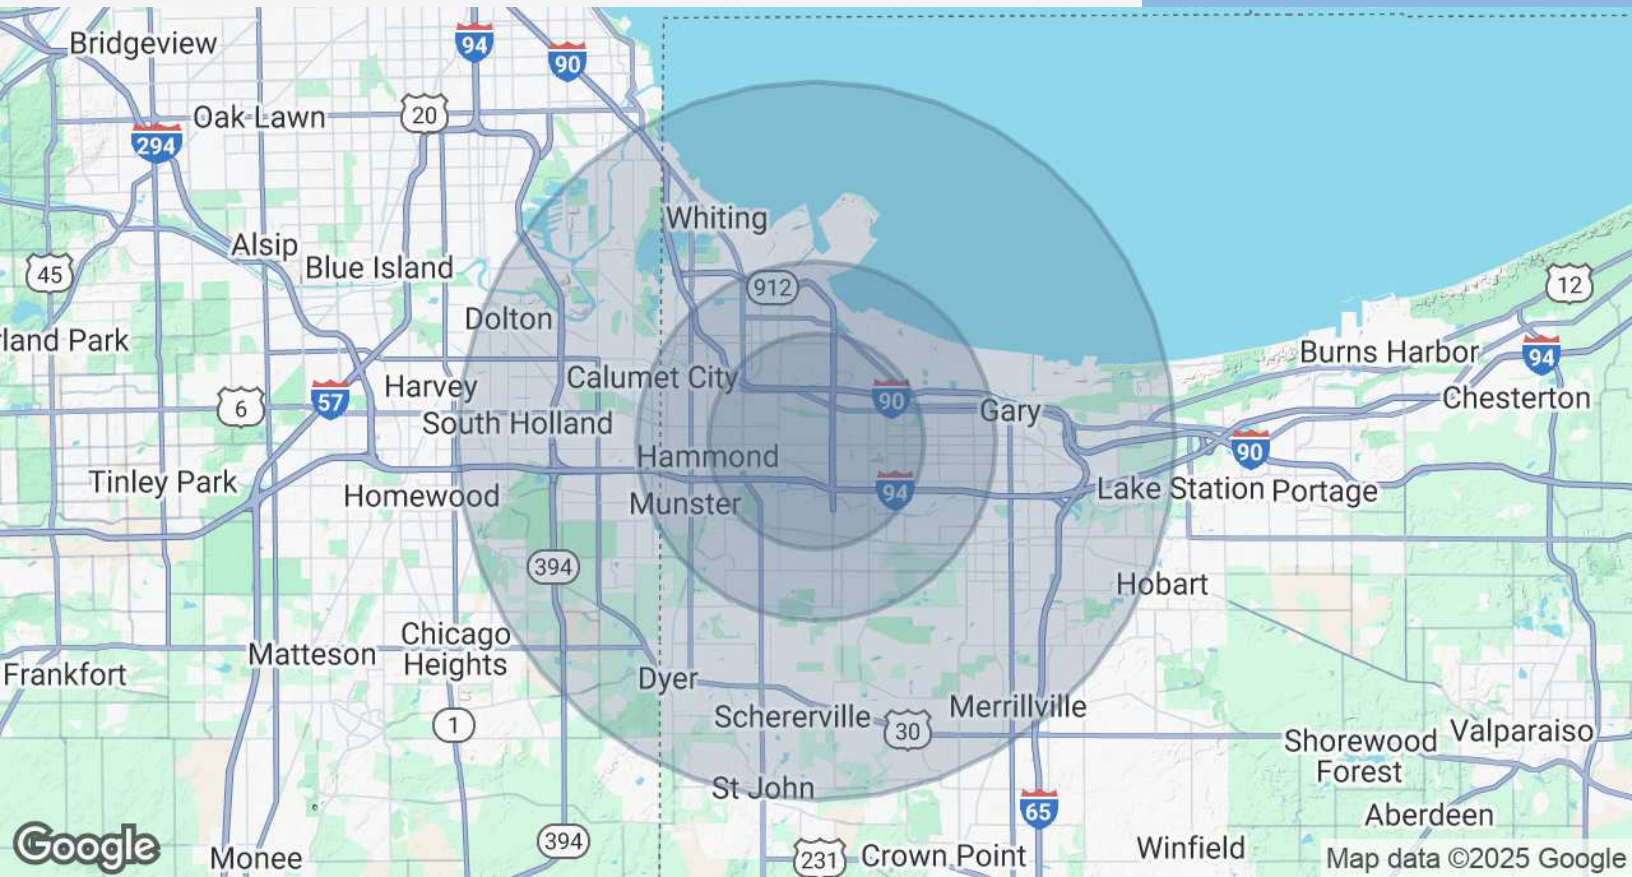 Bridgeview
94
90
Oak Lawn
20
294
Whiting
Alsip
Blue Island
45
912
12
Dolton
rland Park
Burns Harbor
94
Calumet City
Harvey
57
6
90
Gary
Chesterton
South Holland
90
Hammond
Tinley Park
Homewood
Munster
94
Lake Station
Portage
394
Hobart
Chicago
Heights
Matteson
Frankfort
Dyer
1
Schererville
30
Merrillville
Shorewood
Forest
Valparaiso
St John
65
Aberdeen
Google
Monee
394
231
Crown Point
Winfield
Map data ©2025 Google